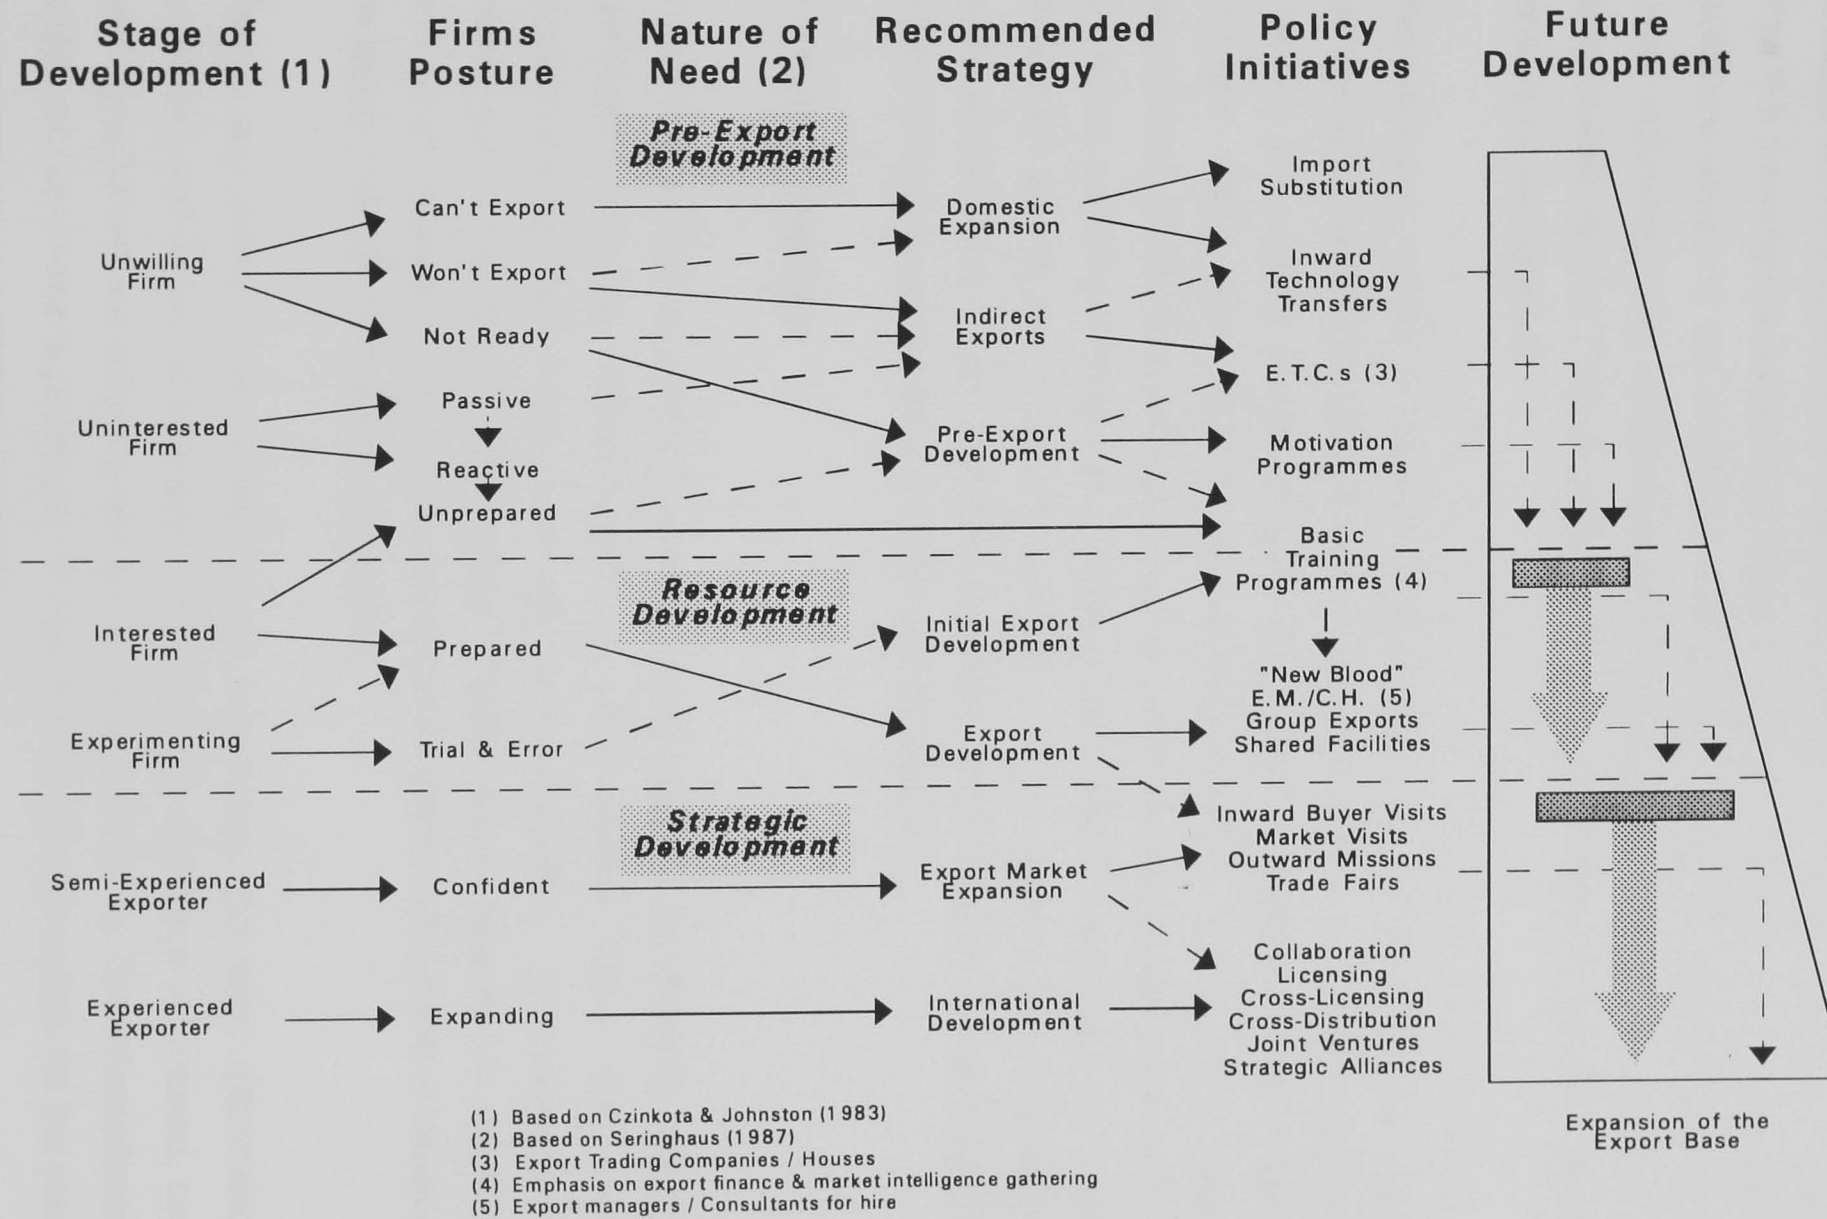 Stage of
Development (1)
Firms
Posture
Nature of
Need (2)
Recommended
Strategy
Policy
Initiatives
Future
Development
Pre-Export
Development
Unwilling
Firm
Can't Export
Won't Export
Not Ready
Uninterested
Firm
Passive
Reactive
Unprepared
Domestic
Expansion
Indirect
Exports
Pre-Export
Development
Import
Substitution
Inward
Technology
Transfers
E.T.C.s (3)
Motivation
Programmes
Basic
Training
Programmes (4)
Resource
Development
Interested
Firm
Experimenting
Firm
Prepared
Trial & Error
Initial Export
Development
Export
Development
"New Blood"
E.M./C.H. (5)
Group Exports
Shared Facilities
Strategic
Development
Semi-Experienced
Exporter
Experienced
Exporter
Confident
Expanding
Export Market
Expansion
International
Development
Inward Buyer Visits
Market Visits
Outward Missions
Trade Fairs
Collaboration
Licensing
Cross-Licensing
Cross-Distribution
Joint Ventures
Strategic Alliances
Expansion of the
Export Base
(1) Based on Czinkota & Johnston (1983)
(2) Based on Seringhaus (1987)
(3) Export Trading Companies / Houses
(4) Emphasis on export finance & market intelligence gathering
(5) Export managers / Consultants for hire